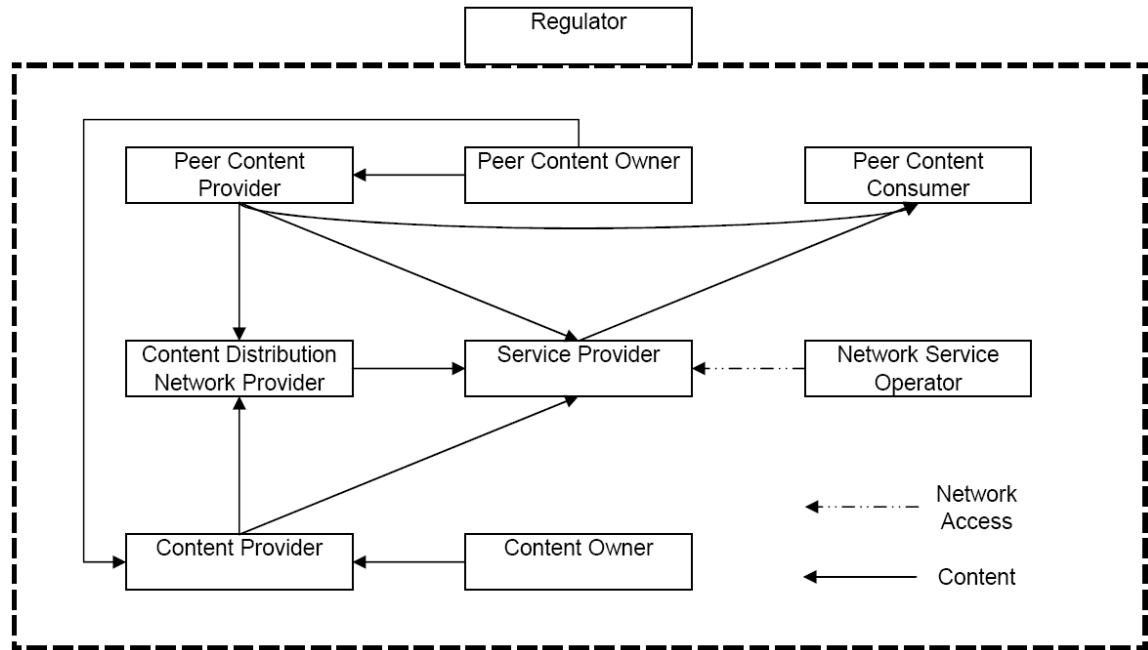 Regulator
Peer Content
Provider
Peer Content Owner
Peer Content
Consumer
Content Distribution
Network Provider
Service Provider
Network Service
Operator
Network
Access
Content Provider
Content Owner
Content